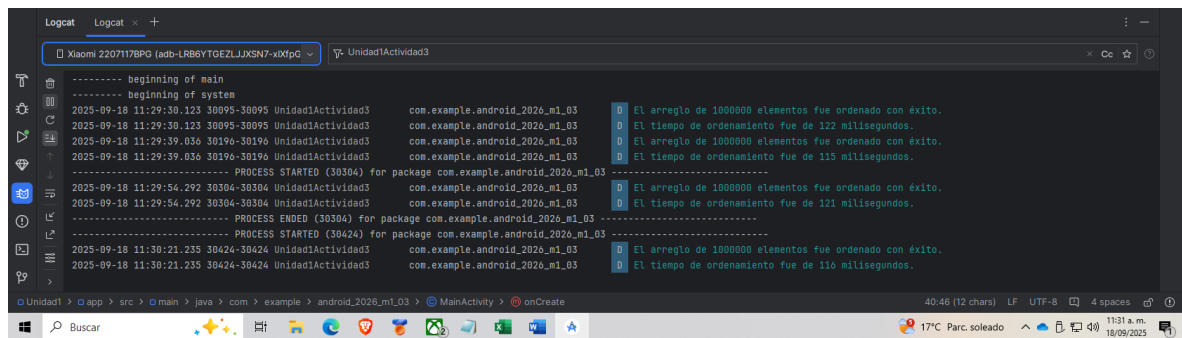 Logcat Logcat × +
Xiaomi 2207117BPG (adb-LRB6YTGEZLJJXSN7-xIXfpG Unidad1Actividad3 × Cc
--------- beginning of main
--------- beginning of system
2025-09-18 11:29:30.123 30095-30095 Unidad1Actividad3 com.example.android_2026_m1_03 D El arreglo de 1000000 elementos fue ordenado con éxito.
2025-09-18 11:29:30.123 30095-30095 Unidad1Actividad3 com.example.android_2026_m1_03 D El tiempo de ordenamiento fue de 122 milisegundos.
2025-09-18 11:29:39.036 30196-30196 Unidad1Actividad3 com.example.android_2026_m1_03 D El arreglo de 1000000 elementos fue ordenado con éxito.
2025-09-18 11:29:39.036 30196-30196 Unidad1Actividad3 com.example.android_2026_m1_03 D El tiempo de ordenamiento fue de 115 milisegundos.
--------------------------- PROCESS STARTED (30304) for package com.example.android_2026_m1_03 ---------------------------
2025-09-18 11:29:54.292 30304-30304 Unidad1Actividad3 com.example.android_2026_m1_03 D El arreglo de 1000000 elementos fue ordenado con éxito.
2025-09-18 11:29:54.292 30304-30304 Unidad1Actividad3 com.example.android_2026_m1_03 D El tiempo de ordenamiento fue de 121 milisegundos.
--------------------------- PROCESS ENDED (30304) for package com.example.android_2026_m1_03 ---------------------------
--------------------------- PROCESS STARTED (30424) for package com.example.android_2026_m1_03 ---------------------------
2025-09-18 11:30:21.235 30424-30424 Unidad1Actividad3 com.example.android_2026_m1_03 D El arreglo de 1000000 elementos fue ordenado con éxito.
2025-09-18 11:30:21.235 30424-30424 Unidad1Actividad3 com.example.android_2026_m1_03 D El tiempo de ordenamiento fue de 116 milisegundos.
Unidad1 > app > src > main > java > com > example > android_2026_m1_03 > MainActivity > onCreate 40:46 (12 chars) LF UTF-8 4 spaces
Buscar 17°C Parc. soleado 11:31 a. m.
18/09/2025